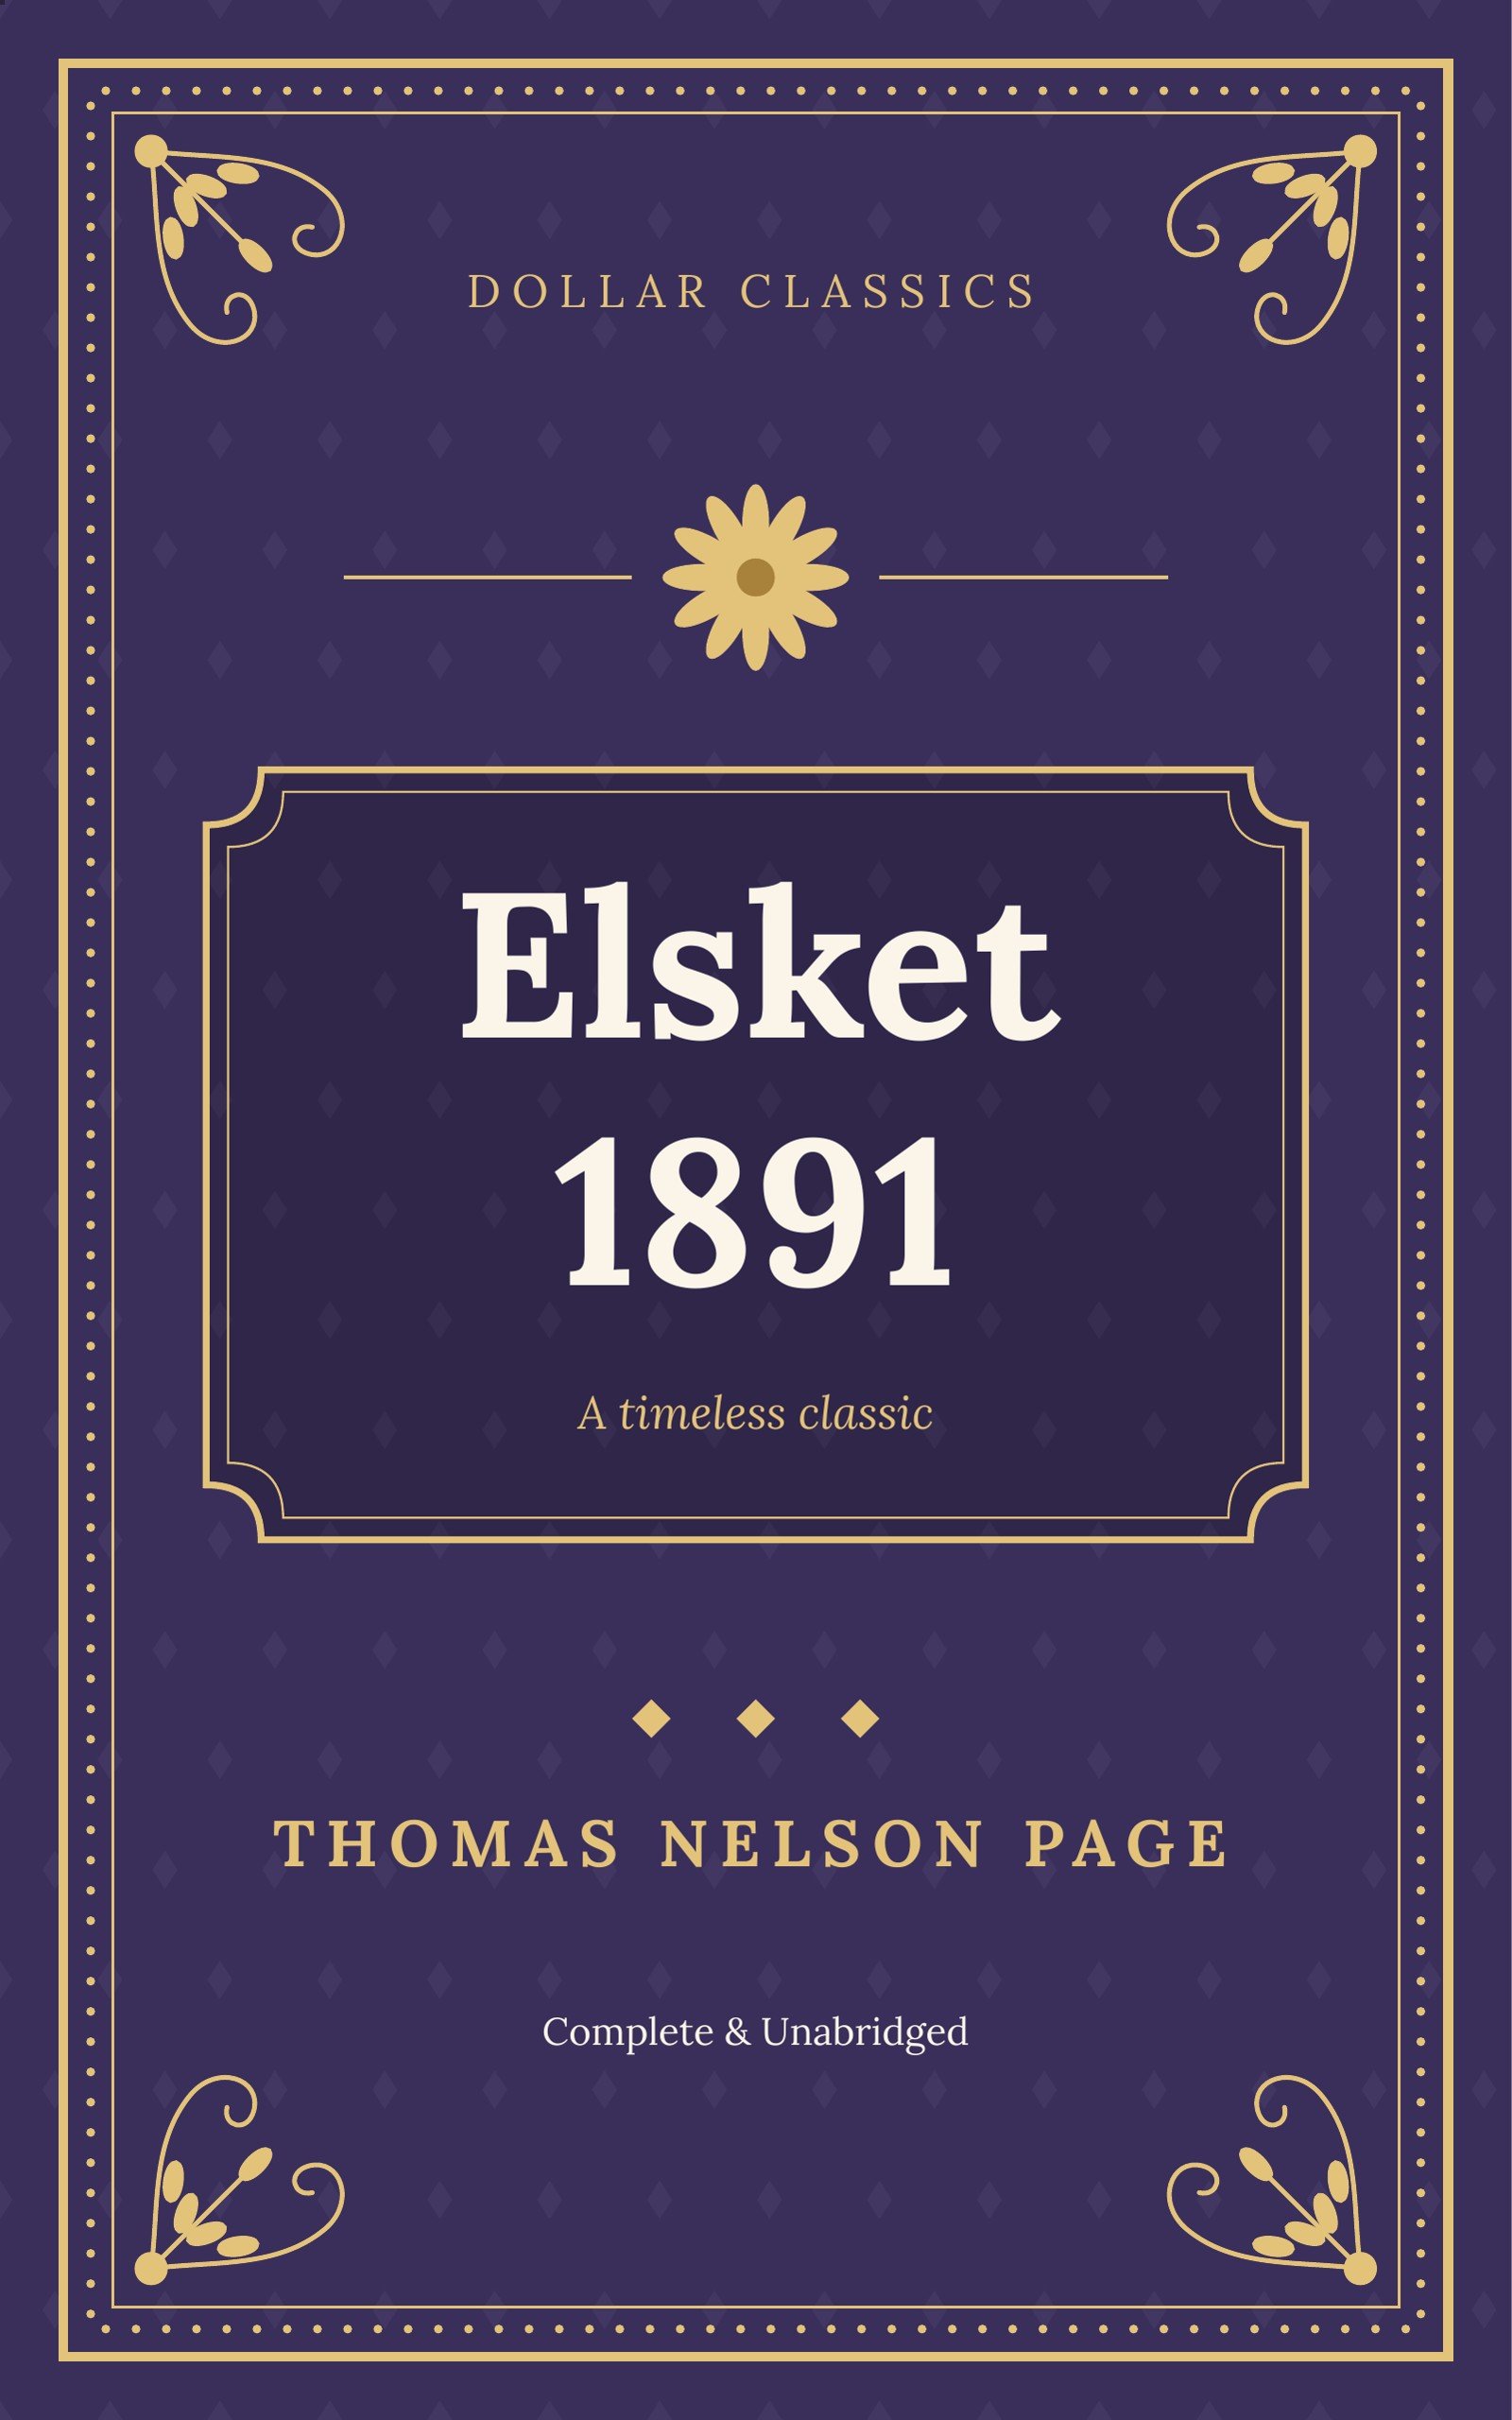 DOLLAR CLASSICS
Elsket
1891
A timeless classic
THOMAS NELSON PAGE
Complete & Unabridged